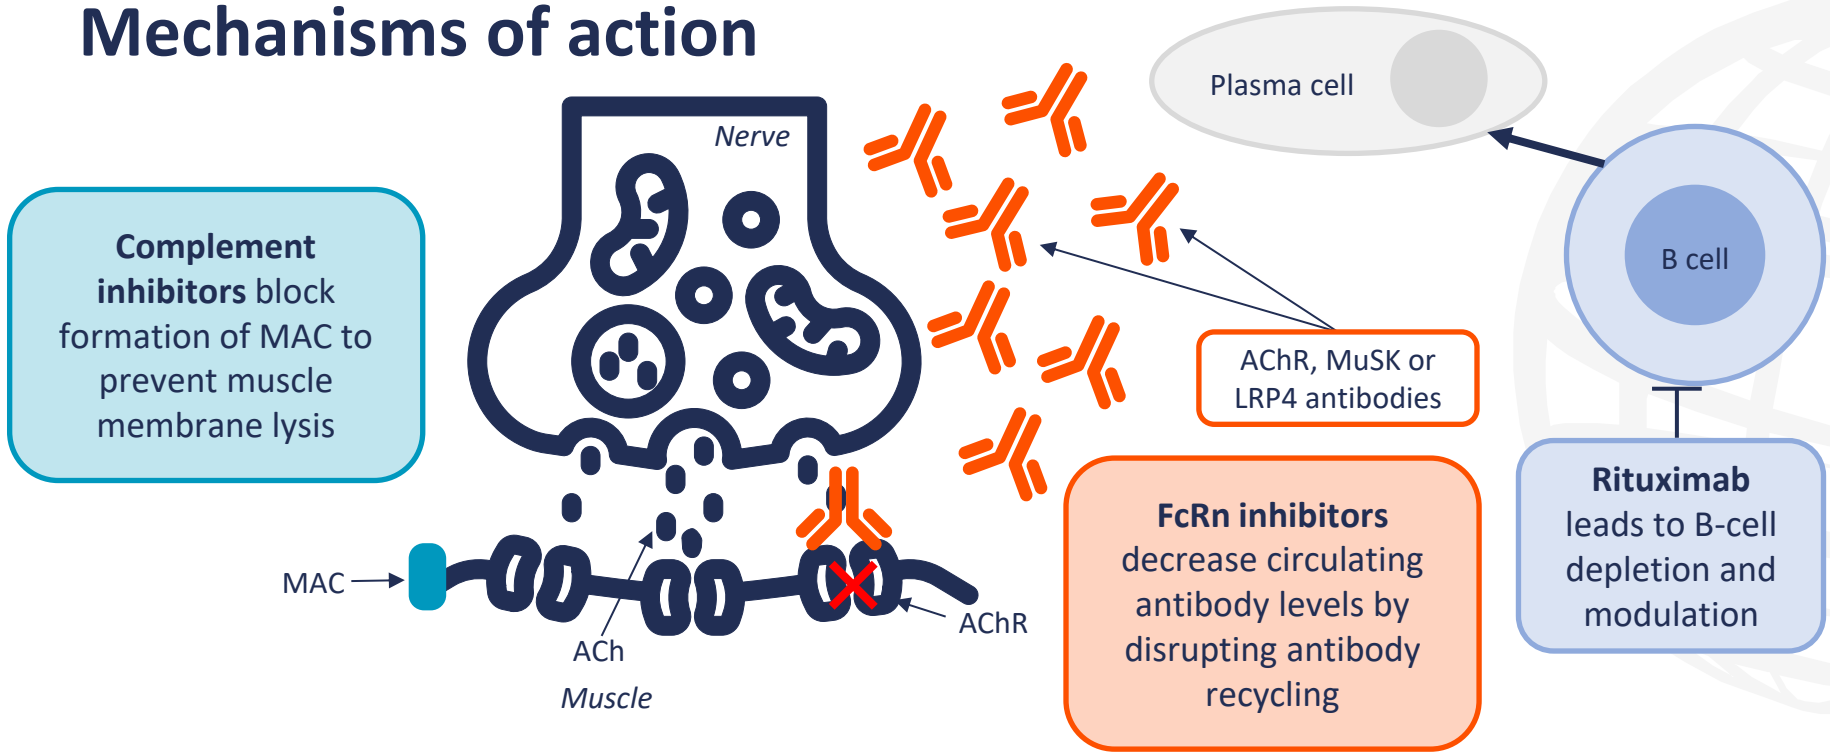 Mechanisms of action
Nerve
Plasma cell
B cell
Complement
inhibitors block
formation of MAC to
prevent muscle
membrane lysis
AChR, MuSK or
LRP4 antibodies
FcRn inhibitors
decrease circulating
antibody levels by
disrupting antibody
recycling
Rituximab
leads to B-cell
depletion and
modulation
MAC
ACh
AChR
Muscle